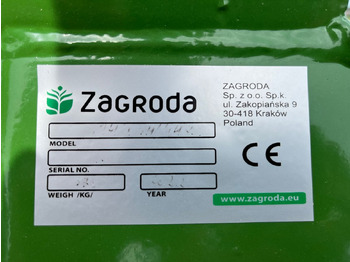 ZAGRODA
ZAGRODA
Sp. z o.o. Sp.k.
ul. Zakopiańska 9
30-418 Kraków
Poland
MODEL
SERIAL NO.
WEIGH /KG/
YEAR
CE
www.zagroda.eu